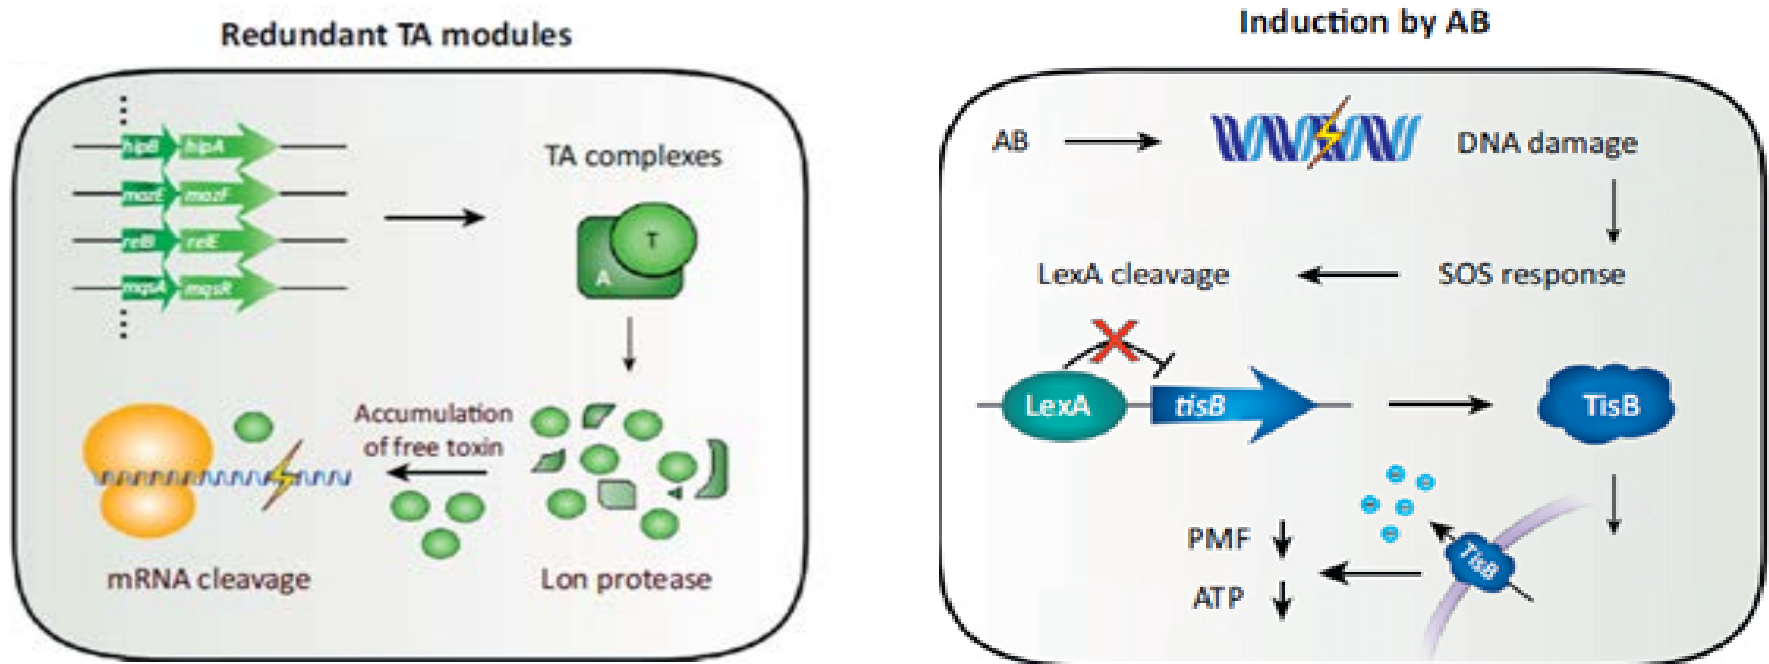 Redundant TA modules
hipB hipA
mazE mazF
relB relE
mqsA mqsR
TA complexes
T
A
Accumulation
of free toxin
mRNA cleavage
Lon protease
Induction by AB
AB
DNA damage
LexA cleavage
SOS response
LexA
tisB
TisB
PMF
ATP
TisB